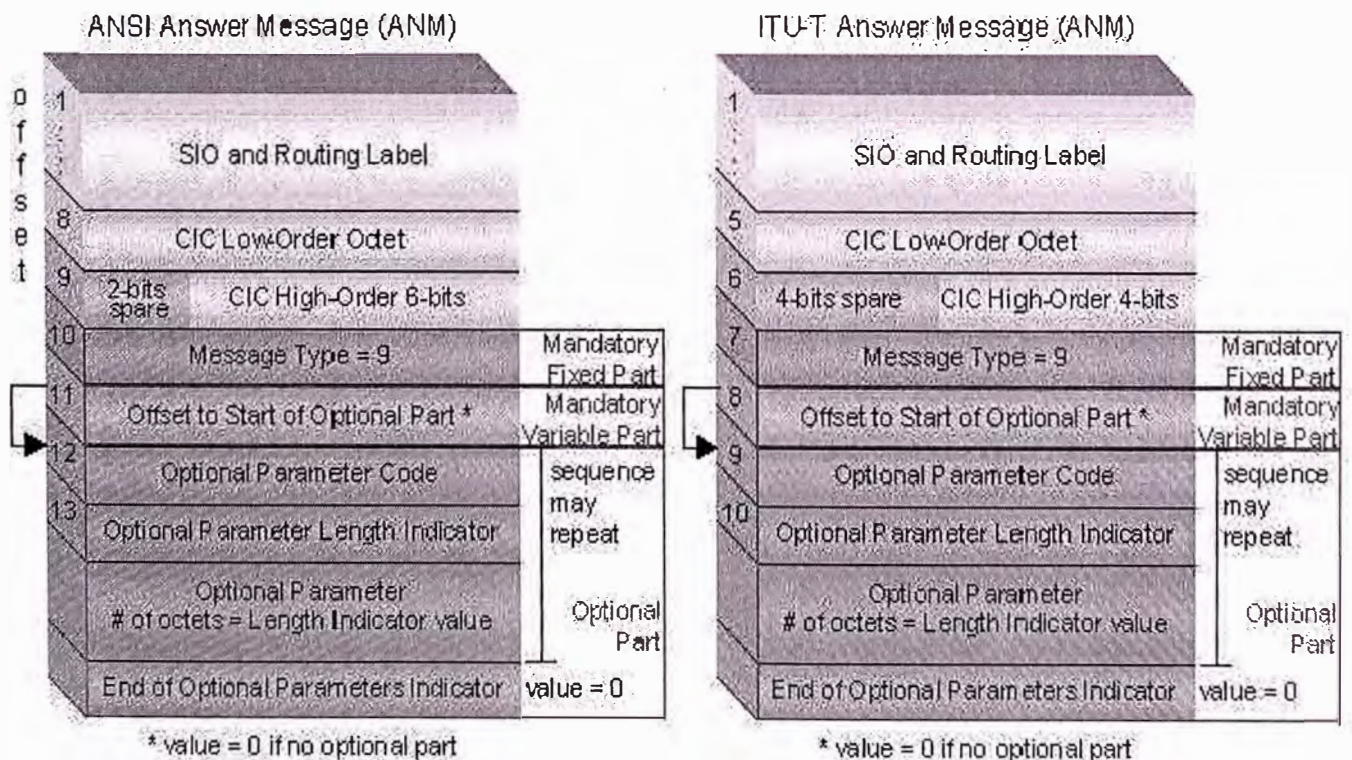 ANSI Answer Message (ANM)
offset
1
SIO and Routing Label
8
CIC Low-Order Octet
9
2-bits spare
CIC High-Order 6-bits
10
Message Type = 9
Mandatory Fixed Part
11
Offset to Start of Optional Part *
Mandatory Variable Part
12
Optional Parameter Code
13
Optional Parameter Length Indicator
sequence may repeat
Optional Parameter
# of octets = Length Indicator value
Optional Part
End of Optional Parameters Indicator
value = 0
* value = 0 if no optional part
ITU-T Answer Message (ANM)
1
SIO and Routing Label
5
CIC Low-Order Octet
6
4-bits spare
CIC High-Order 4-bits
7
Message Type = 9
Mandatory Fixed Part
8
Offset to Start of Optional Part *
Mandatory Variable Part
9
Optional Parameter Code
10
Optional Parameter Length Indicator
sequence may repeat
Optional Parameter
# of octets = Length Indicator value
Optional Part
End of Optional Parameters Indicator
value = 0
* value = 0 if no optional part